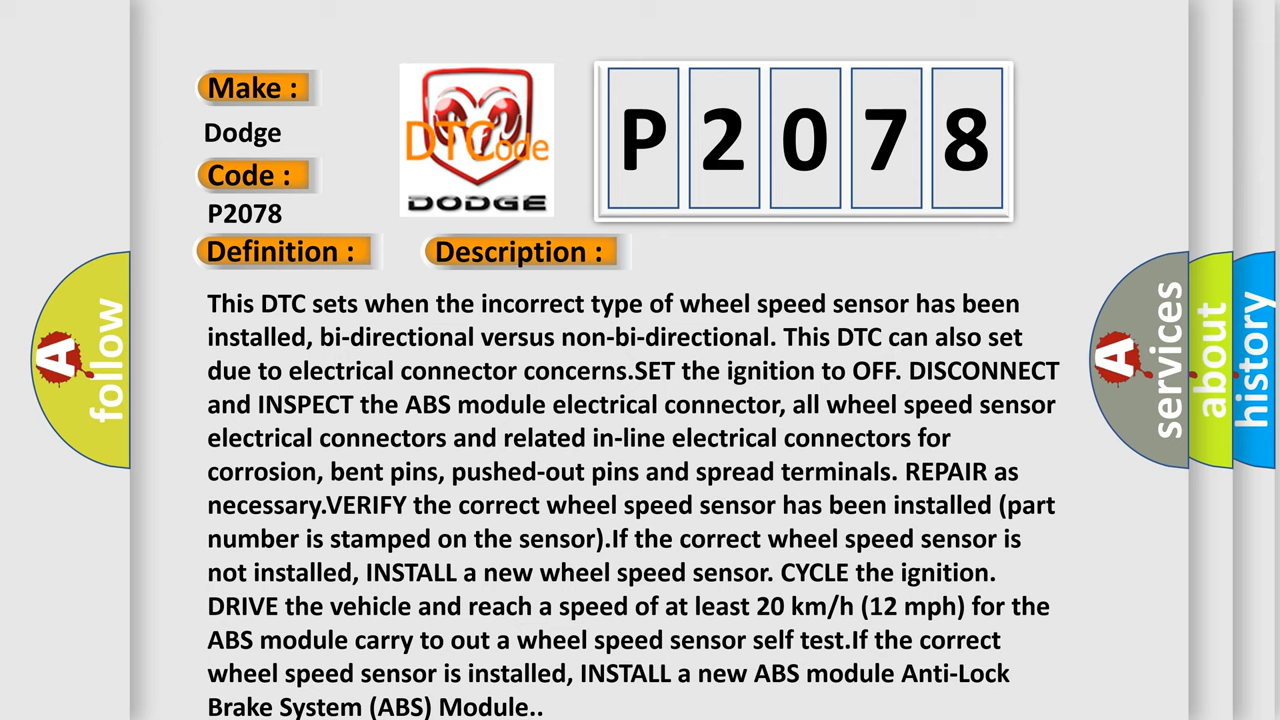 Make :
Dodge
Code :
P2078
DTCode
DODGE
P 2 0 7 8
Definition :
Description :
This DTC sets when the incorrect type of wheel speed sensor has been
installed, bi-directional versus non-bi-directional. This DTC can also set
due to electrical connector concerns.SET the ignition to OFF. DISCONNECT
and INSPECT the ABS module electrical connector, all wheel speed sensor
electrical connectors and related in-line electrical connectors for
corrosion, bent pins, pushed-out pins and spread terminals. REPAIR as
necessary.VERIFY the correct wheel speed sensor has been installed (part
number is stamped on the sensor).If the correct wheel speed sensor is
not installed, INSTALL a new wheel speed sensor. CYCLE the ignition.
DRIVE the vehicle and reach a speed of at least 20 km/h (12 mph) for the
ABS module carry to out a wheel speed sensor self test.If the correct
wheel speed sensor is installed, INSTALL a new ABS module Anti-Lock
Brake System (ABS) Module..
A
follow
A
services
about
history